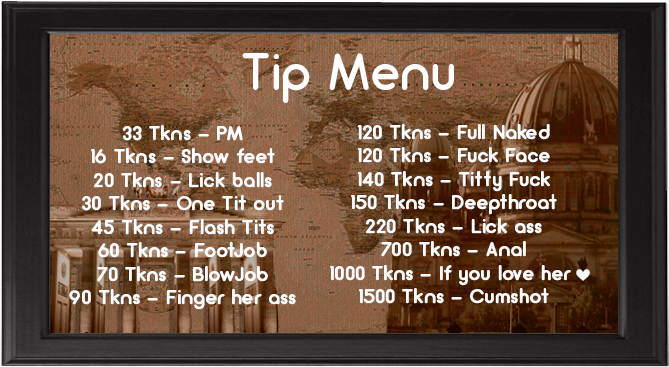 Tip Menu
33 Tkns – PM
16 Tkns – Show feet
20 Tkns – Lick balls
30 Tkns – One Tit out
45 Tkns – Flash Tits
60 Tkns – FootJob
70 Tkns – BlowJob
90 Tkns – Finger her ass
120 Tkns – Full Naked
120 Tkns – Fuck Face
140 Tkns – Titty Fuck
150 Tkns – Deepthroat
220 Tkns – Lick ass
700 Tkns – Anal
1000 Tkns – If you love her ♥
1500 Tkns – Cumshot